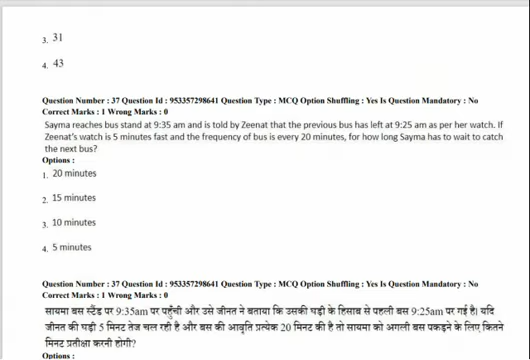 3. 31
4. 43
Question Number : 37 Question Id : 953357298641 Question Type : MCQ Option Shuffling : Yes Is Question Mandatory : No
Correct Marks : 1 Wrong Marks : 0
Sayma reaches bus stand at 9:35 am and is told by Zeenat that the previous bus has left at 9:25 am as per her watch. If
Zeenat's watch is 5 minutes fast and the frequency of bus is every 20 minutes, for how long Sayma has to wait to catch
the next bus?
Options :
1. 20 minutes
2. 15 minutes
3. 10 minutes
4. 5 minutes
Question Number : 37 Question Id : 953357298641 Question Type : MCQ Option Shuffling : Yes Is Question Mandatory : No
Correct Marks : 1 Wrong Marks : 0
सायमा बस स्टैंड पर 9:35am पर पहुँची और उसे जीनत ने बताया कि उसकी घड़ी के हिसाब से पहली बस 9:25am पर गई है। यदि
जीनत की घड़ी 5 मिनट तेज चल रही है और बस की आवृति प्रत्येक 20 मिनट की है तो सायमा को अगली बस पकड़ने के लिए कितने
मिनट प्रतीक्षा करनी होगी?
Options :